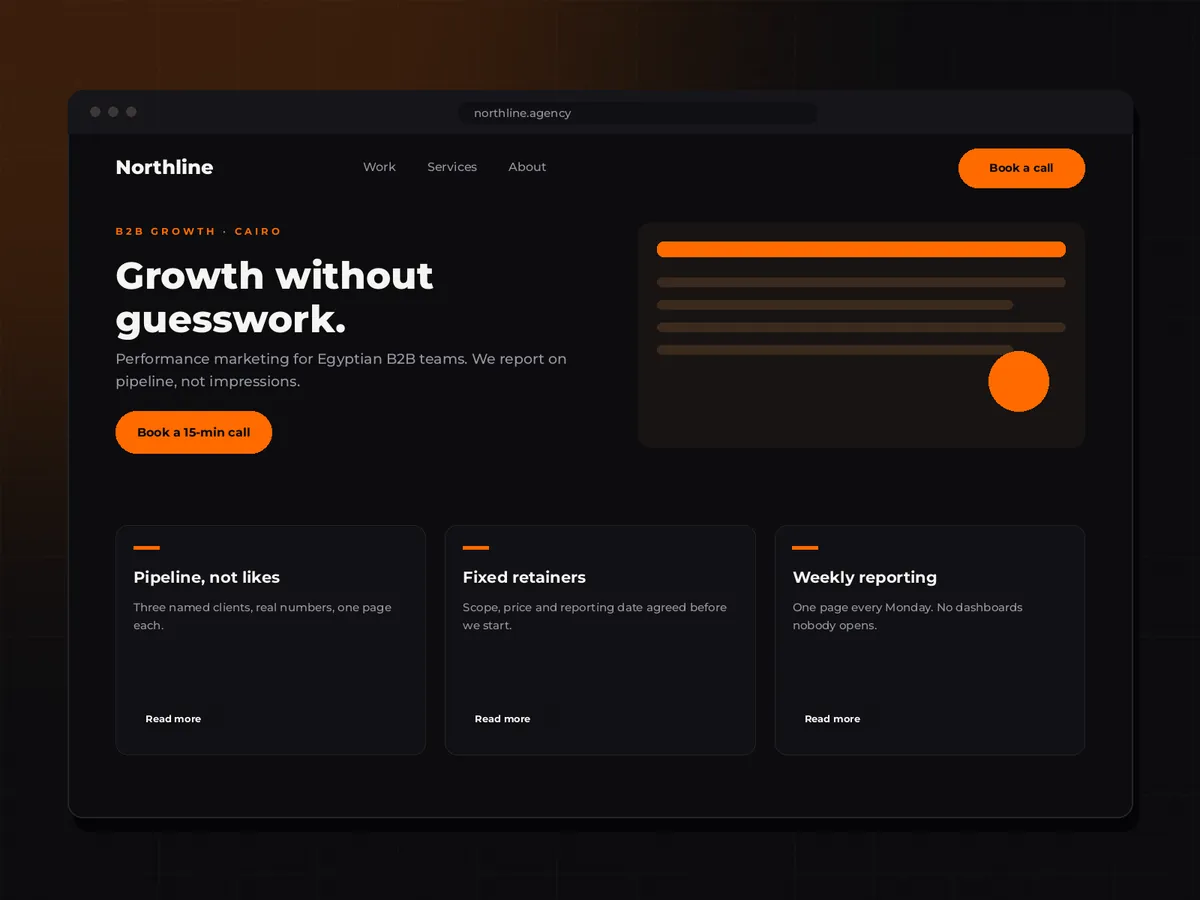 northline.agency
Northline
Work
Services
About
Book a call
B2B GROWTH · CAIRO
Growth without
guesswork.
Performance marketing for Egyptian B2B teams. We report on
pipeline, not impressions.
Book a 15-min call
Pipeline, not likes
Three named clients, real numbers, one page
each.
Read more
Fixed retainers
Scope, price and reporting date agreed before
we start.
Read more
Weekly reporting
One page every Monday. No dashboards
nobody opens.
Read more